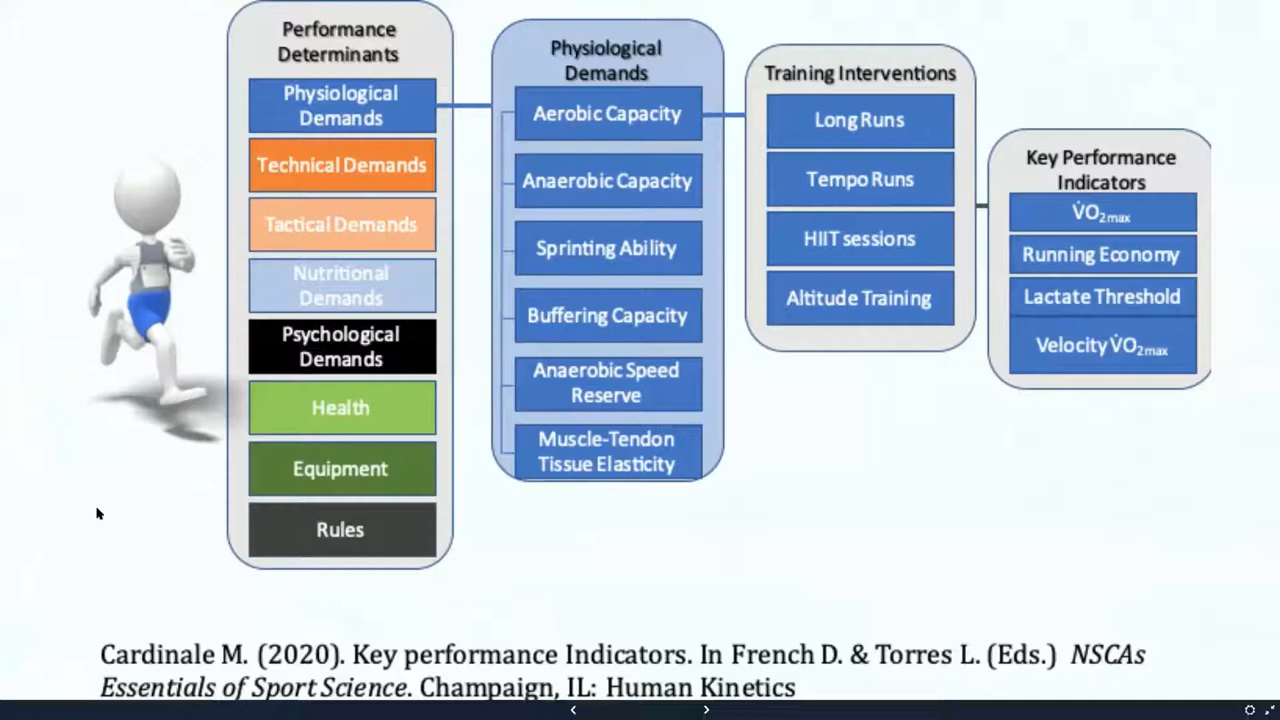 Performance
Determinants
Physiological
Demands
Technical Demands
Tactical Demands
Nutritional
Demands
Psychological
Demands
Health
Equipment
Rules
Physiological
Demands
Aerobic Capacity
Anaerobic Capacity
Sprinting Ability
Buffering Capacity
Anaerobic Speed
Reserve
Muscle-Tendon
Tissue Elasticity
Training Interventions
Long Runs
Tempo Runs
HIIT sessions
Altitude Training
Key Performance
Indicators
V̇O₂max
Running Economy
Lactate Threshold
Velocity V̇O₂max
Cardinale M. (2020). Key performance Indicators. In French D. & Torres L. (Eds.) NSCAs
Essentials of Sport Science. Champaign, IL: Human Kinetics